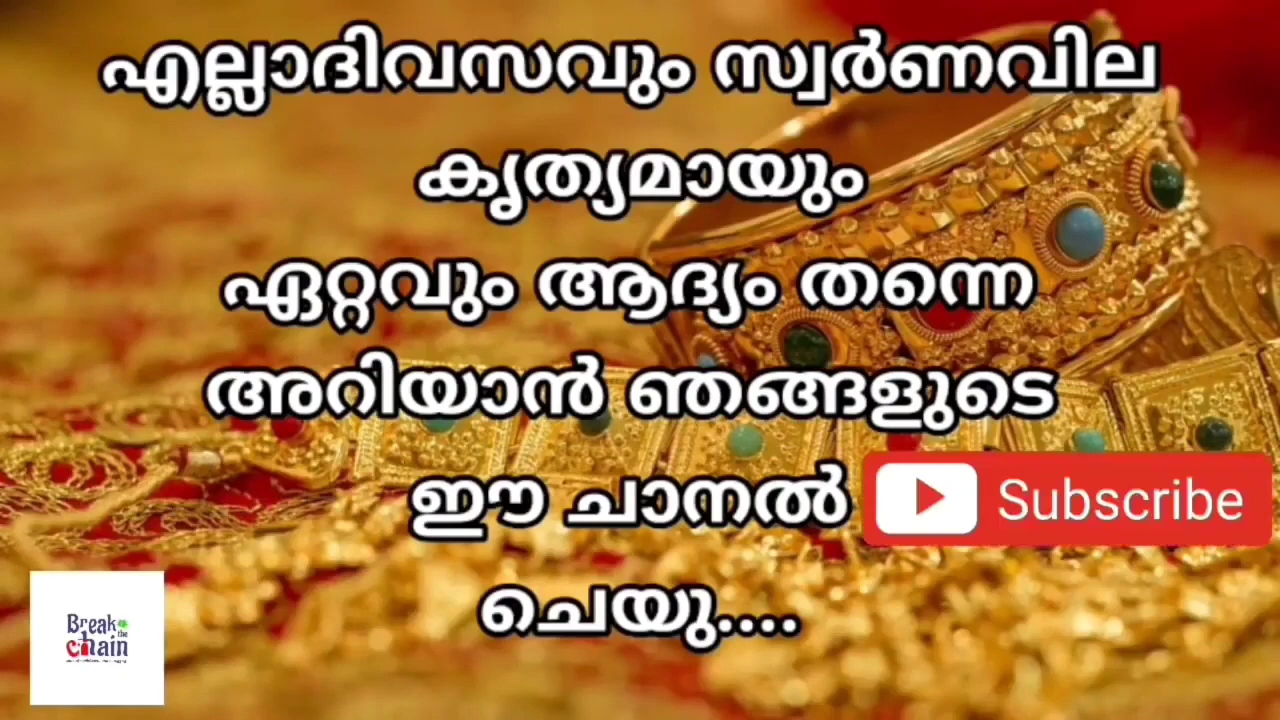 എല്ലാദിവസവും സ്വർണവില
കൃത്യമായും
ഏറ്റവും ആദ്യം തന്നെ
അറിയാൻ ഞങ്ങളുടെ
ഈ ചാനൽ Subscribe
ചെയു....
Break
the
chain